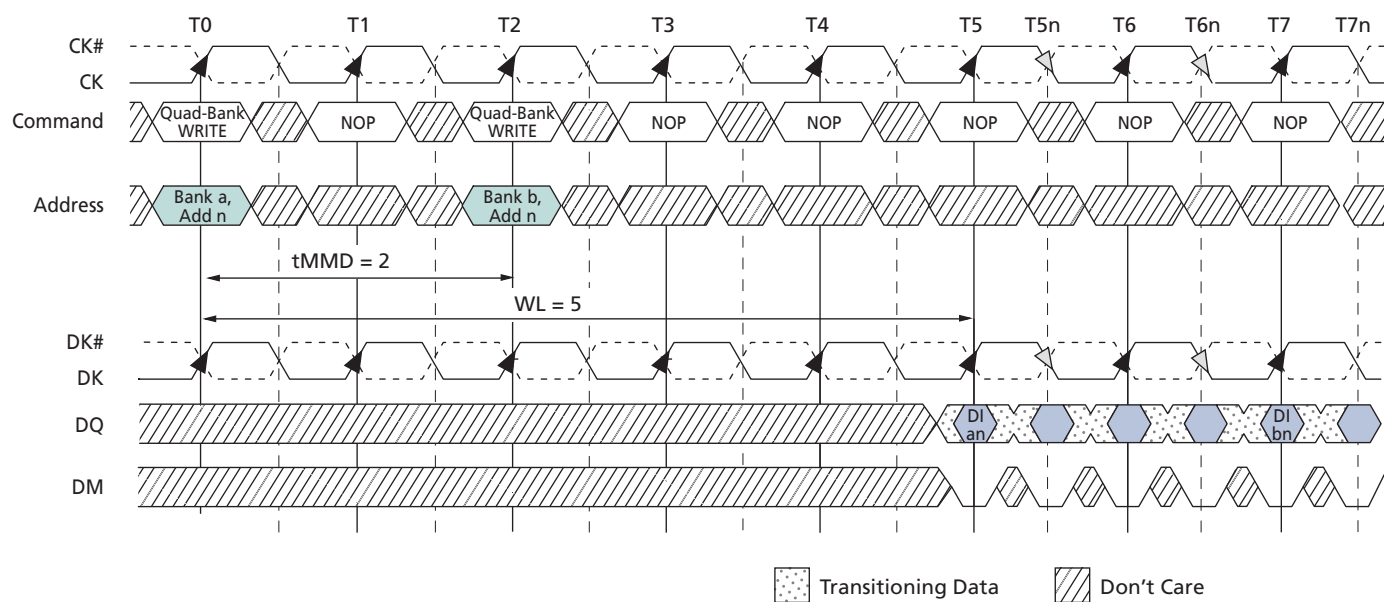 T0 T1 T2 T3 T4 T5 T5n T6 T6n T7 T7n
CK#
CK
Command
Quad-Bank
WRITE
NOP
Quad-Bank
WRITE
NOP
NOP
NOP
NOP
NOP
Address
Bank a,
Add n
Bank b,
Add n
tMMD = 2
WL = 5
DK#
DK
DQ
DI
an
DI
bn
DM
Transitioning Data
Don't Care